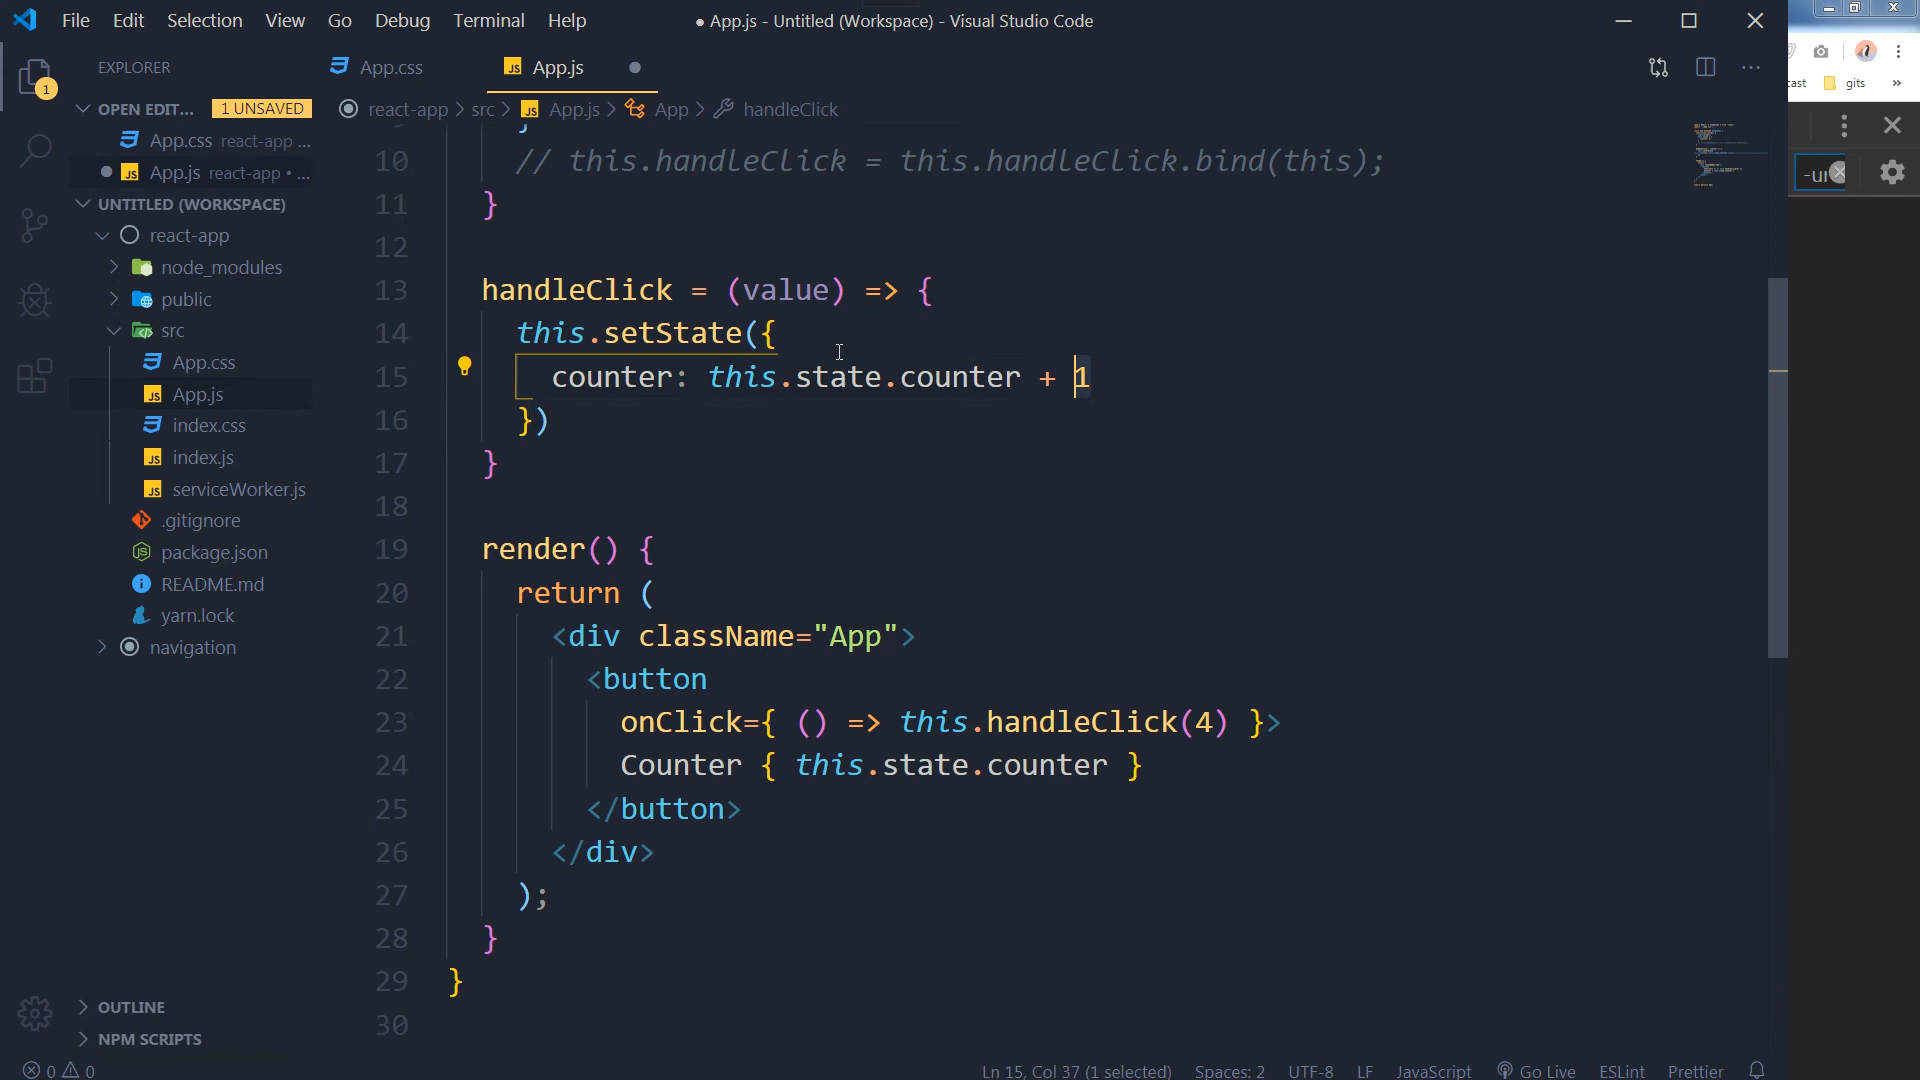 File Edit Selection View Go Debug Terminal Help
● App.js - Untitled (Workspace) - Visual Studio Code
EXPLORER
App.css
App.js
1
OPEN EDIT...
1 UNSAVED
react-app > src > App.js > App > handleClick
cast
gits
App.css react-app ...
App.js react-app • ...
UNTITLED (WORKSPACE)
react-app
node_modules
public
src
App.css
App.js
index.css
index.js
serviceWorker.js
.gitignore
package.json
README.md
yarn.lock
navigation
OUTLINE
NPM SCRIPTS
10 // this.handleClick = this.handleClick.bind(this);
11 }
12
13 handleClick = (value) => {
14 this.setState({
15 counter: this.state.counter + 1
16 })
17 }
18
19 render() {
20 return (
21 <div className="App">
22 <button
23 onClick={ () => this.handleClick(4) }>
24 Counter { this.state.counter }
25 </button>
26 </div>
27 );
28 }
29 }
30
0 0
Ln 15, Col 37 (1 selected) Spaces: 2 UTF-8 LF JavaScript Go Live ESLint Prettier